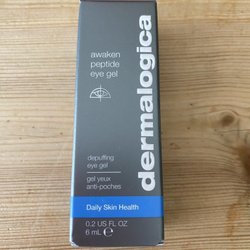 awaken
peptide
eye gel
dermalogica
depuffing
eye gel
gel yeux
anti-poches
Daily Skin Health
0.2 US FL OZ
6 mL ℮